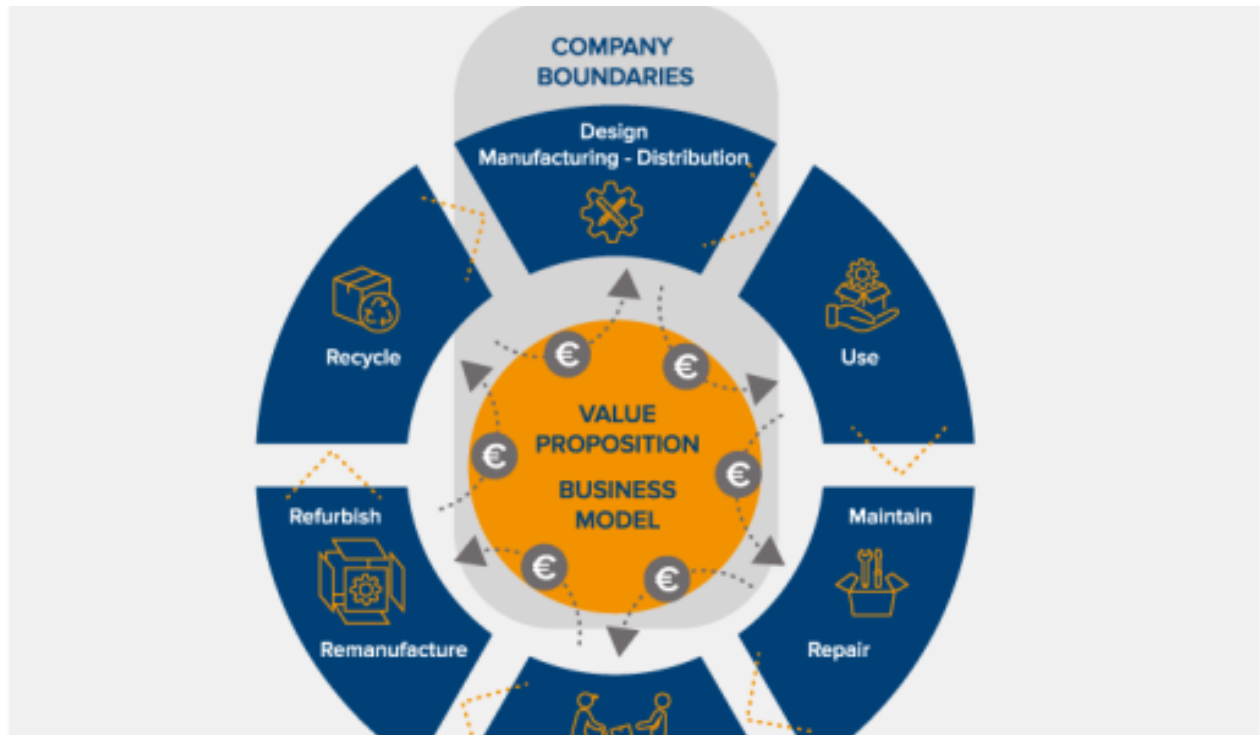 COMPANY
BOUNDARIES
Design
Manufacturing - Distribution
Recycle
Use
€
€
VALUE
PROPOSITION
€
€
BUSINESS
MODEL
Refurbish
Maintain
€
€
Remanufacture
Repair